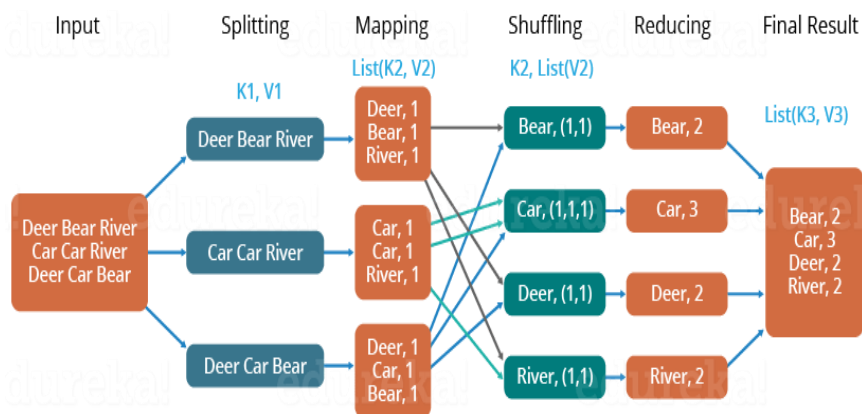 Input
Splitting
Mapping
Shuffling
Reducing
Final Result
K1, V1
List(K2, V2)
K2, List(V2)
List(K3, V3)
Deer Bear River
Car Car River
Deer Car Bear
Deer Bear River
Car Car River
Deer Car Bear
Deer, 1
Bear, 1
River, 1
Car, 1
Car, 1
River, 1
Deer, 1
Car, 1
Bear, 1
Bear, (1,1)
Car, (1,1,1)
Deer, (1,1)
River, (1,1)
Bear, 2
Car, 3
Deer, 2
River, 2
Bear, 2
Car, 3
Deer, 2
River, 2
edureka!